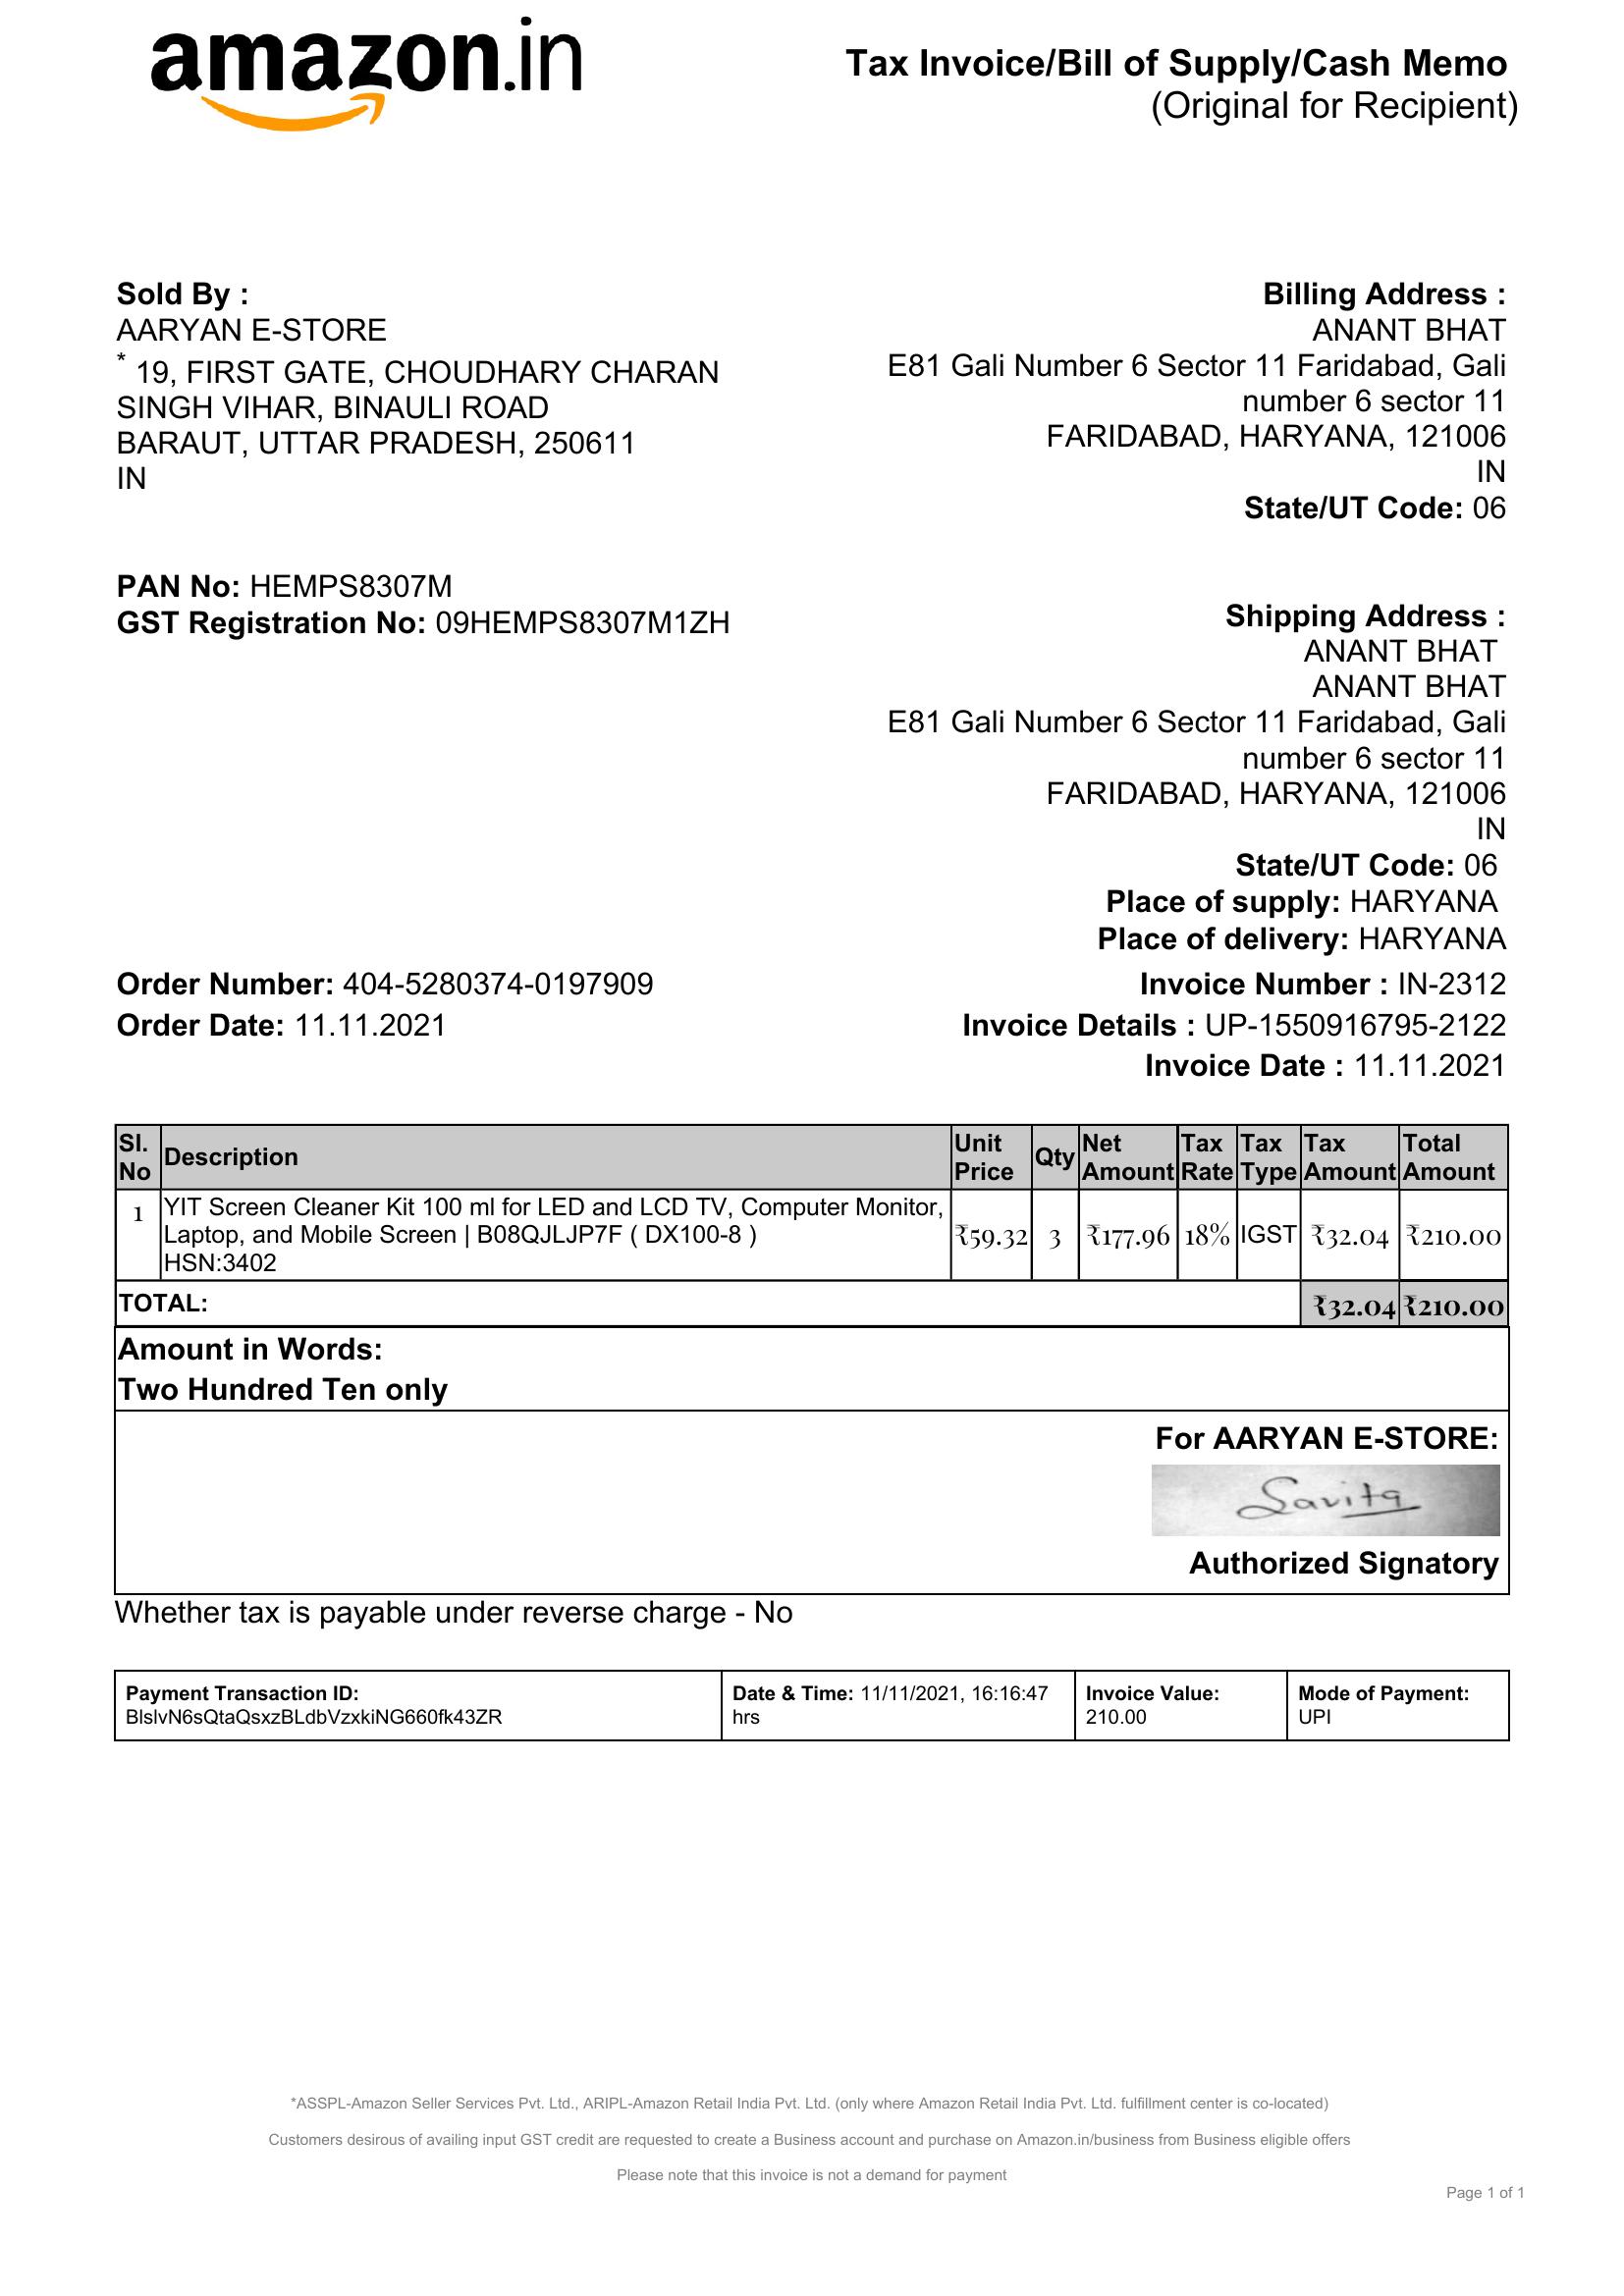 amazon.in
Tax Invoice/Bill of Supply/Cash Memo
(Original for Recipient)
Sold By :
AARYAN E-STORE
* 19, FIRST GATE, CHOUDHARY CHARAN
SINGH VIHAR, BINAULI ROAD
BARAUT, UTTAR PRADESH, 250611
IN
PAN No: HEMPS8307M
GST Registration No: 09HEMPS8307M1ZH
Billing Address :
ANANT BHAT
E81 Gali Number 6 Sector 11 Faridabad, Gali
number 6 sector 11
FARIDABAD, HARYANA, 121006
IN
State/UT Code: 06
Shipping Address :
ANANT BHAT
ANANT BHAT
E81 Gali Number 6 Sector 11 Faridabad, Gali
number 6 sector 11
FARIDABAD, HARYANA, 121006
IN
State/UT Code: 06
Place of supply: HARYANA
Place of delivery: HARYANA
Order Number: 404-5280374-0197909
Order Date: 11.11.2021
Invoice Number : IN-2312
Invoice Details : UP-1550916795-2122
Invoice Date : 11.11.2021
Sl. No Description Unit Price Qty Net Amount Tax Rate Tax Type Tax Amount Total Amount
1 YIT Screen Cleaner Kit 100 ml for LED and LCD TV, Computer Monitor,
Laptop, and Mobile Screen | B08QJLJP7F ( DX100-8 ) ₹59.32 3 ₹177.96 18% IGST ₹32.04 ₹210.00
HSN:3402
TOTAL: ₹32.04 ₹210.00
Amount in Words:
Two Hundred Ten only
For AARYAN E-STORE:
Savita
Authorized Signatory
Whether tax is payable under reverse charge - No
Payment Transaction ID:
BlslvN6sQtaQsxzBLdbVzxkiNG660fk43ZR
Date & Time: 11/11/2021, 16:16:47
hrs
Invoice Value:
210.00
Mode of Payment:
UPI
*ASSPL-Amazon Seller Services Pvt. Ltd., ARIPL-Amazon Retail India Pvt. Ltd. (only where Amazon Retail India Pvt. Ltd. fulfillment center is co-located)
Customers desirous of availing input GST credit are requested to create a Business account and purchase on Amazon.in/business from Business eligible offers
Please note that this invoice is not a demand for payment
Page 1 of 1